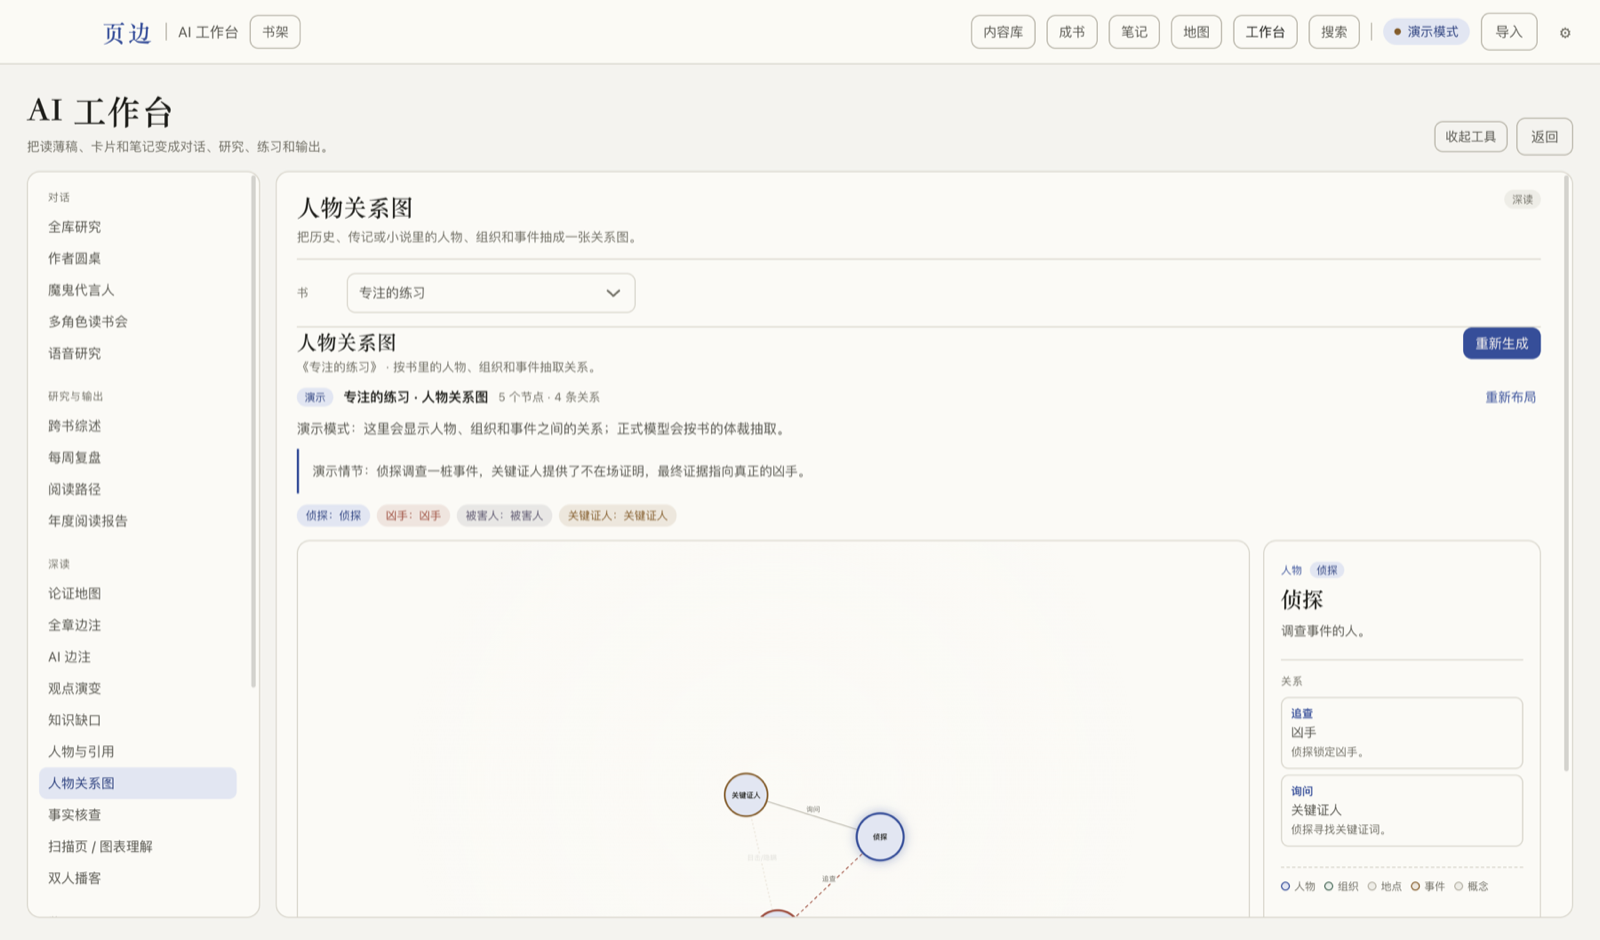 页边
AI 工作台
书架
内容库
成书
笔记
地图
工作台
搜索
演示模式
导入
AI 工作台
把读薄稿、卡片和笔记变成对话、研究、练习和输出。
收起工具
返回
对话
全库研究
作者圆桌
魔鬼代言人
多角色读书会
语音研究
研究与输出
跨书综述
每周复盘
阅读路径
年度阅读报告
深读
论证地图
全章边注
AI 边注
观点演变
知识缺口
人物与引用
人物关系图
事实核查
扫描页 / 图表理解
双人播客
人物关系图
深读
把历史、传记或小说里的人物、组织和事件抽成一张关系图。
书
专注的练习
人物关系图
重新生成
《专注的练习》 · 按书里的人物、组织和事件抽取关系。
演示
专注的练习 · 人物关系图
5 个节点 · 4 条关系
重新布局
演示模式：这里会显示人物、组织和事件之间的关系；正式模型会按书的体裁抽取。
演示情节：侦探调查一桩事件，关键证人提供了不在场证明，最终证据指向真正的凶手。
侦探：侦探
凶手：凶手
被害人：被害人
关键证人：关键证人
关键证人
询问
侦探
追查
人物
侦探
侦探
调查事件的人。
关系
追查
凶手
侦探锁定凶手。
询问
关键证人
侦探寻找关键证词。
人物
组织
地点
事件
概念